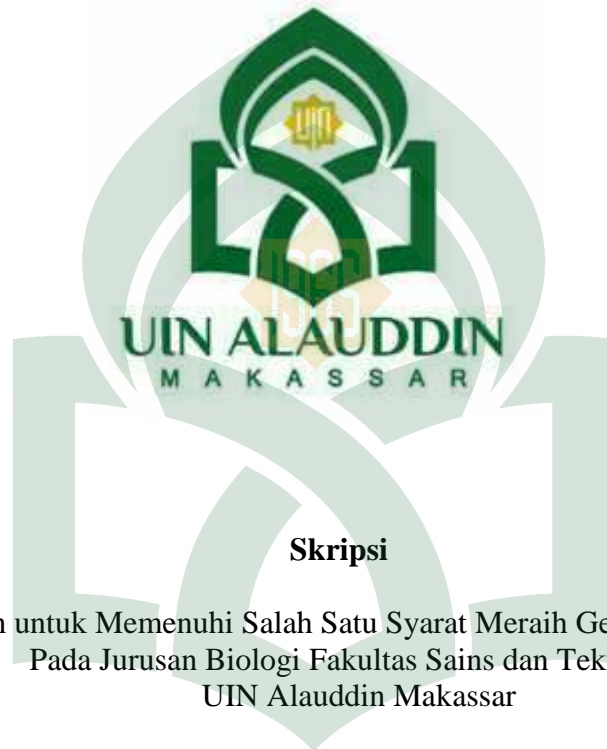 UIN
UIN ALAUDDIN
MAKASSAR
Skripsi
untuk Memenuhi Salah Satu Syarat Meraih
Pada Jurusan Biologi Fakultas Sains dan
UIN Alauddin Makassar